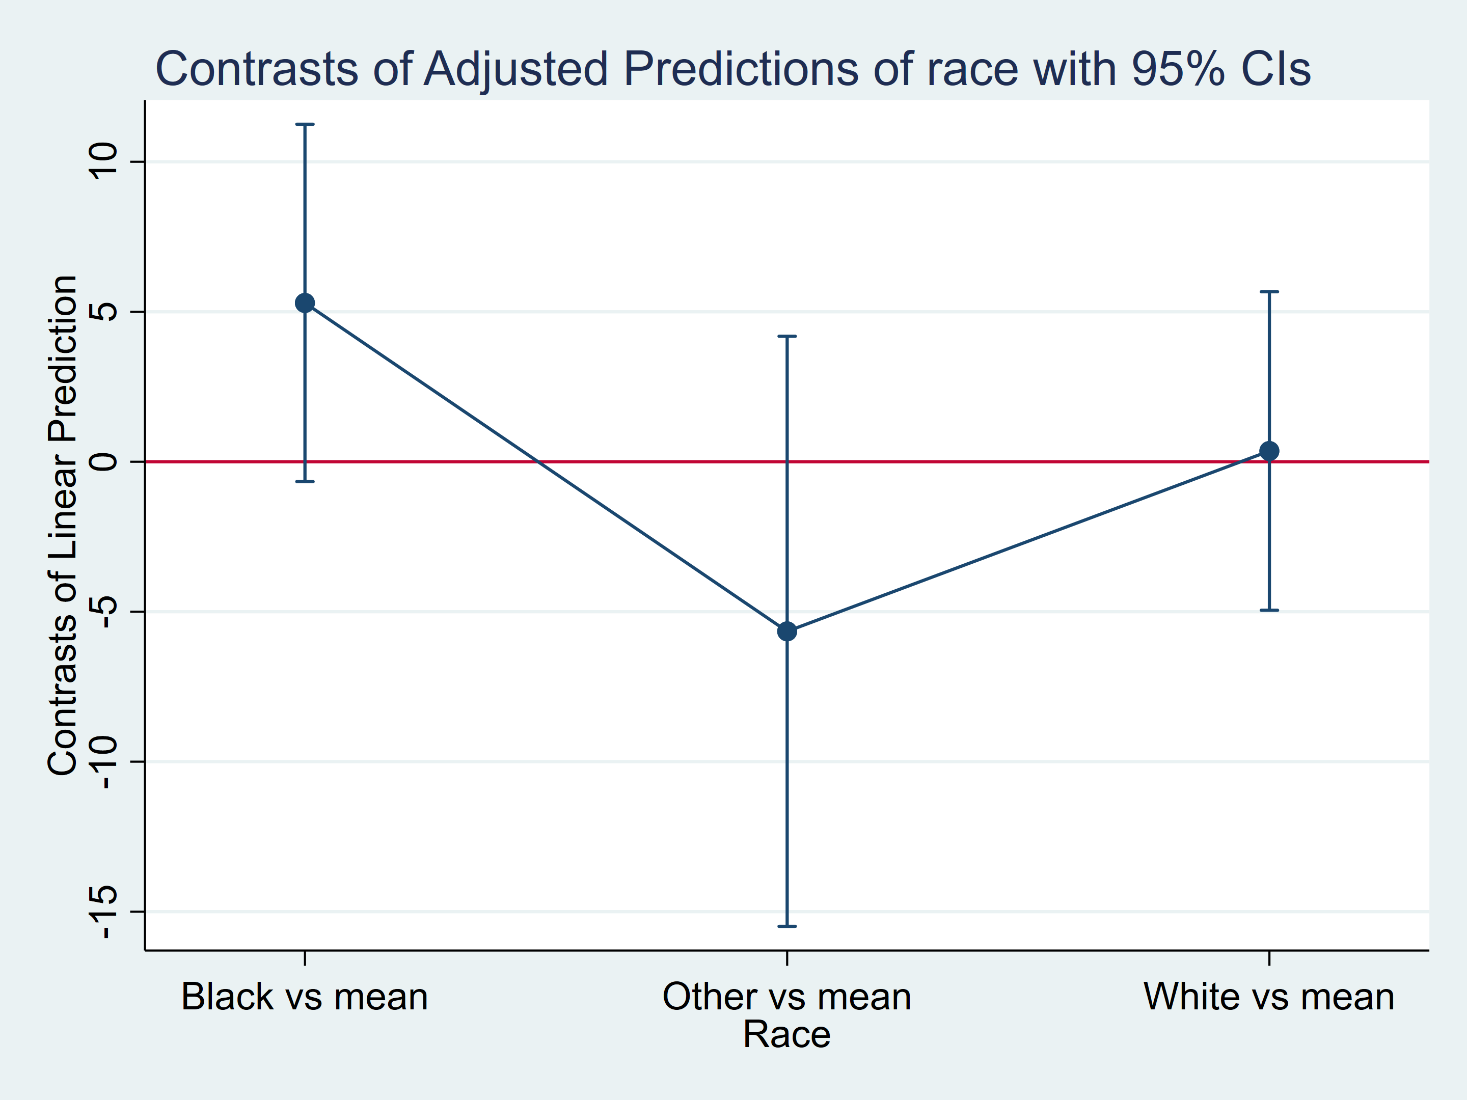 Contrasts of Adjusted Predictions of race with 95% CIs
Contrasts of Linear Prediction
10
5
0
-5
-10
-15
Black vs mean
Other vs mean
White vs mean
Race